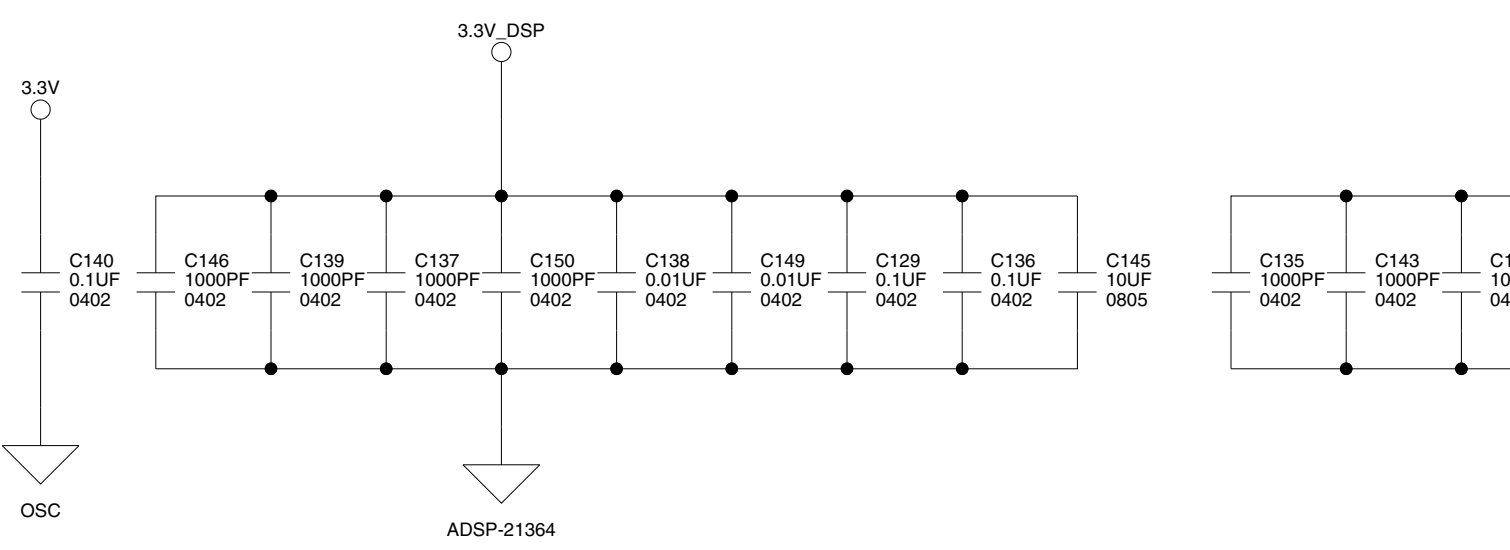 3.3V_DSP
3.3V
C140
0.1UF
0402
C146
1000PF
0402
C139
1000PF
0402
C137
1000PF
0402
C150
1000PF
0402
C138
0.01UF
0402
C149
0.01UF
0402
C129
0.1UF
0402
C136
0.1UF
0402
C145
10UF
0805
C135
1000PF
0402
C143
1000PF
0402
OSC
ADSP-21364